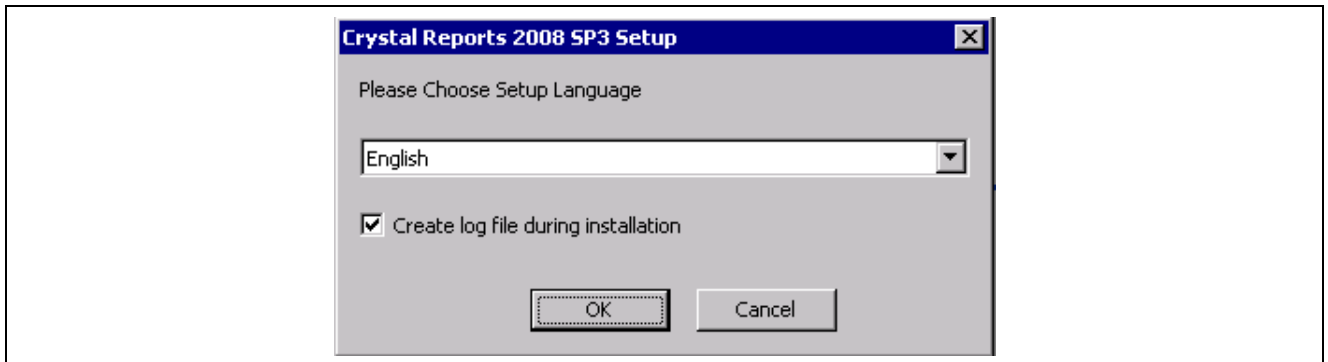 Crystal Reports 2008 SP3 Setup
Please Choose Setup Language
English
Create log file during installation
OK
Cancel